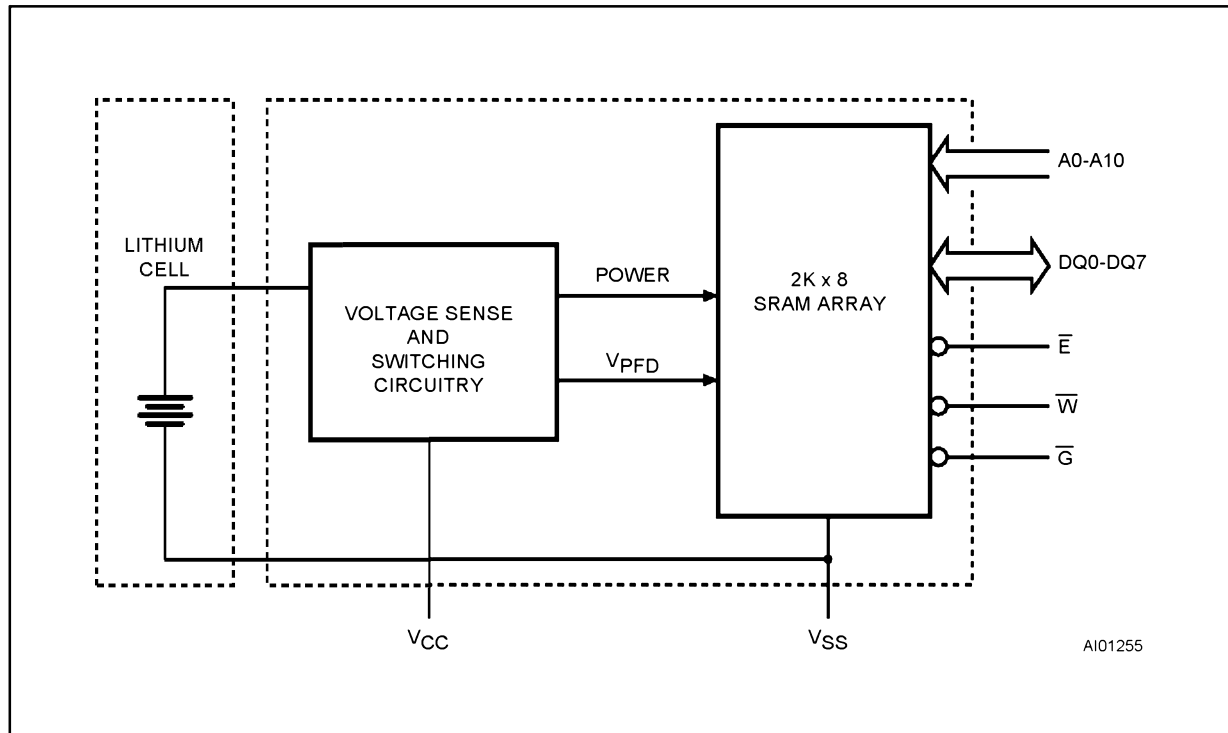 LITHIUM
CELL
VOLTAGE SENSE
AND
SWITCHING
CIRCUITRY
POWER
VPFD
2K x 8
SRAM ARRAY
A0-A10
DQ0-DQ7
E̅
W̅
G̅
VCC
VSS
AI01255